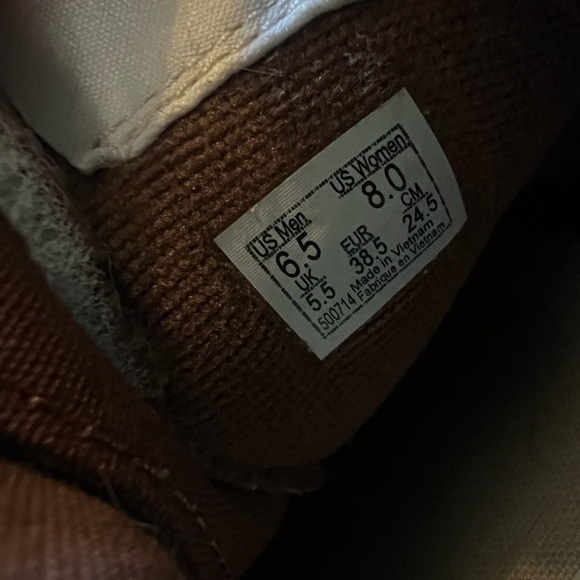 US Men US Women
6.5 8.0
UK EUR CM
5.5 38.5 24.5
500714 Made in Vietnam
Fabrique en Vietnam